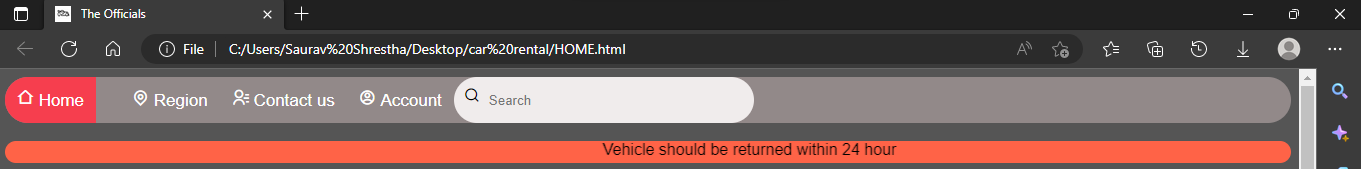 The Officials
File C:/Users/Saurav%20Shrestha/Desktop/car%20rental/HOME.html
Home Region Contact us Account Search
Vehicle should be returned within 24 hour